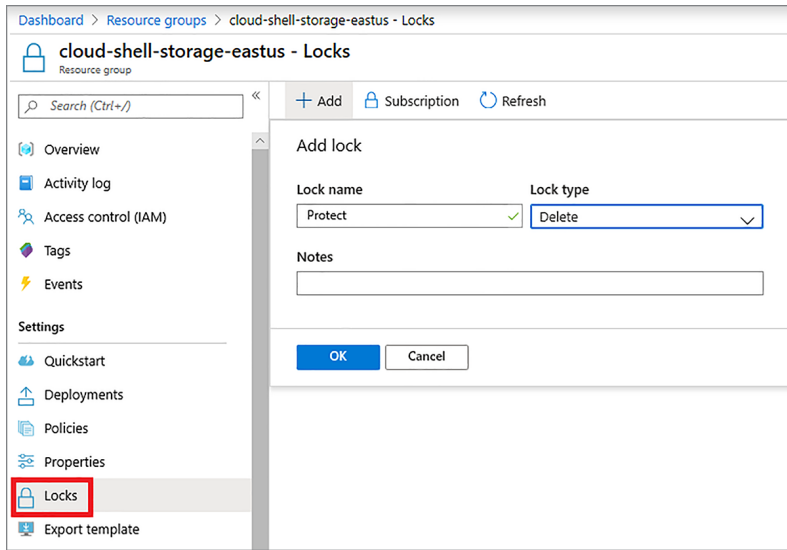 Dashboard > Resource groups > cloud-shell-storage-eastus - Locks
cloud-shell-storage-eastus - Locks
Resource group
Search (Ctrl+/)
«
Overview
Activity log
Access control (IAM)
Tags
Events
Settings
Quickstart
Deployments
Policies
Properties
Locks
Export template
+ Add
Subscription
Refresh
Add lock
Lock name
Lock type
Protect
Delete
Notes
OK
Cancel